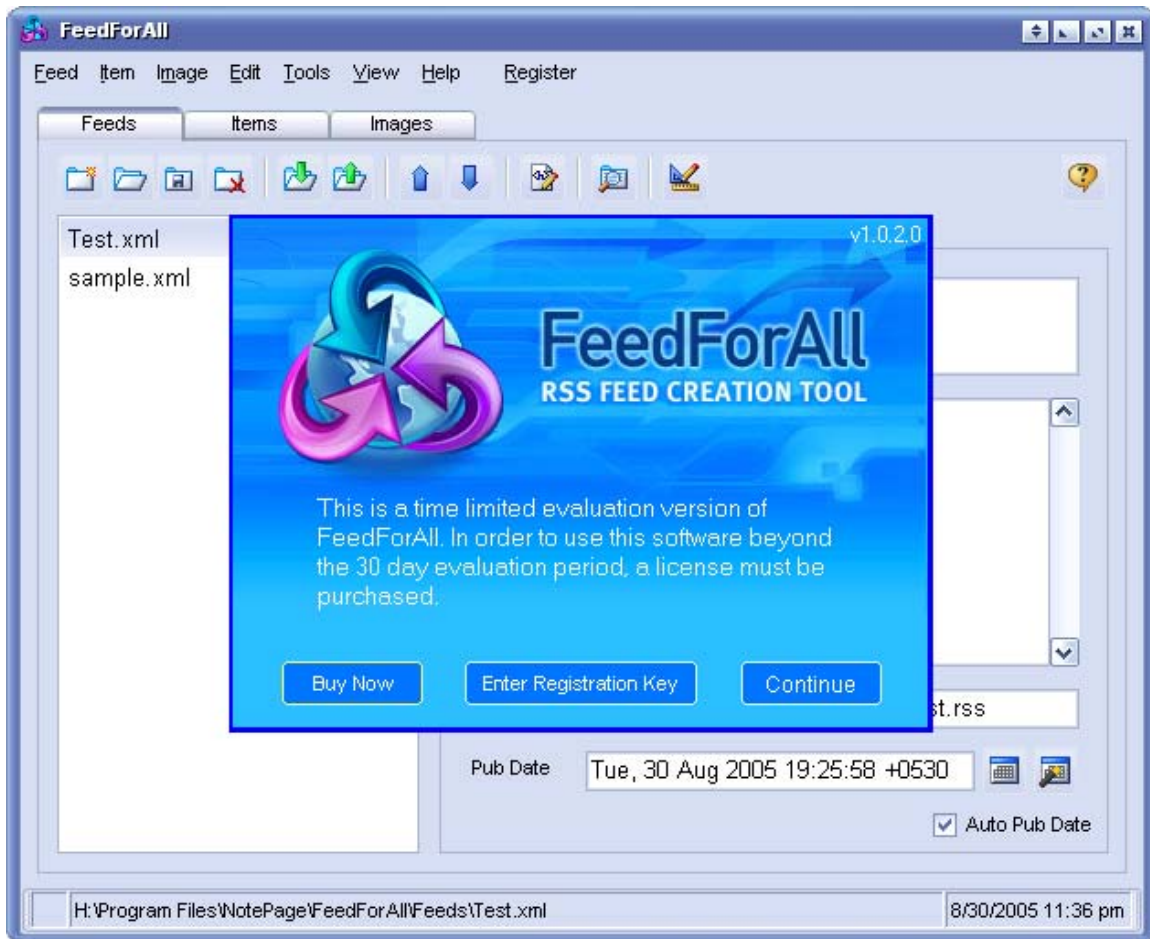 FeedForAll
Feed Item Image Edit Tools View Help Register
Feeds Items Images
Test.xml
sample.xml
v1.0.2.0
FeedForAll
RSS FEED CREATION TOOL
This is a time limited evaluation version of
FeedForAll. In order to use this software beyond
the 30 day evaluation period, a license must be
purchased.
Buy Now Enter Registration Key Continue
st.rss
Pub Date Tue, 30 Aug 2005 19:25:58 +0530
Auto Pub Date
H:\Program Files\NotePage\FeedForAll\Feeds\Test.xml 8/30/2005 11:36 pm